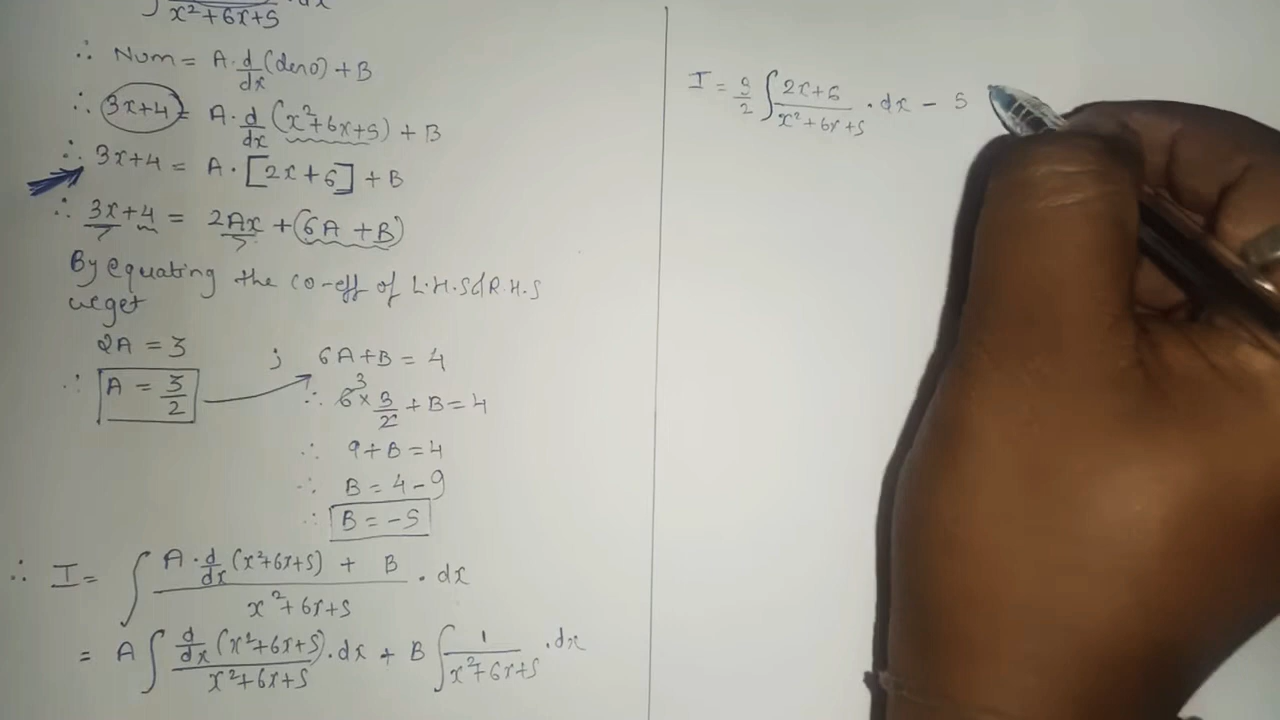 x²+6x+5 dx
∴ Num = A·d/dx(deno)+B
∴ 3x+4 = A·d/dx(x²+6x+5)+B
∴ 3x+4 = A·[2x+6]+B
∴ 3x+4 = 2Ax+(6A+B)
By equating the co-eff of L.H.S & R.H.S
we get
2A = 3 ; 6A+B = 4
∴ A = 3/2
∴ 6³×3/2+B=4
∴ 9+B=4
∴ B=4-9
∴ B=-5
∴ I= ∫ A·d/dx(x²+6x+5) + B / x²+6x+5 · dx
= A∫ d/dx(x²+6x+5) / x²+6x+5 ·dx + B∫ 1 / x²+6x+5 ·dx
I = 3/2 ∫ 2x+6 / x²+6x+5 ·dx - 5